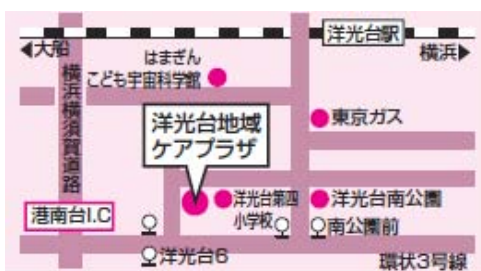 洋光台駅
◀大船
横浜▶
はまぎん
こども宇宙科学館
横浜横須賀道路
東京ガス
洋光台地域
ケアプラザ
洋光台第四
小学校
洋光台南公園
港南台I.C
南公園前
洋光台6
環状3号線